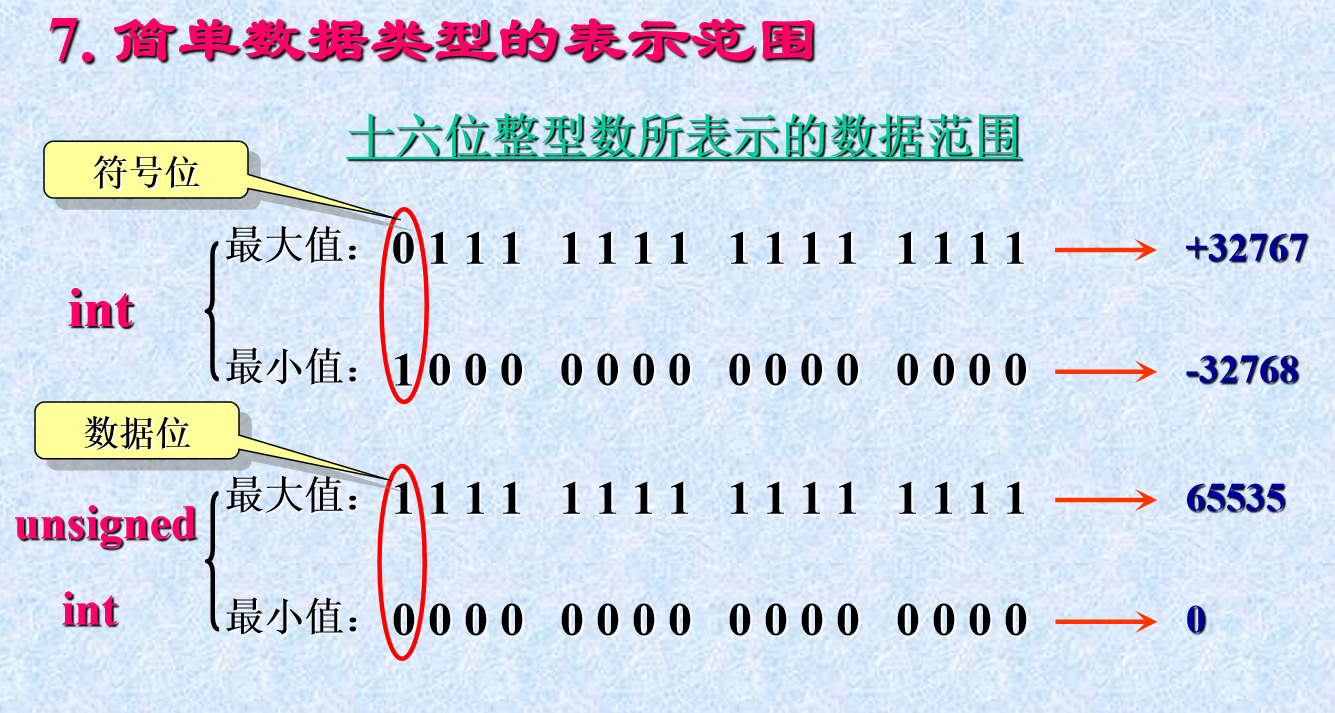 7. 简单数据类型的表示范围
十六位整型数所表示的数据范围
符号位
最大值： 0 1 1 1 1 1 1 1 1 1 1 1 1 1 1 1 +32767
int
最小值： 1 0 0 0 0 0 0 0 0 0 0 0 0 0 0 0 -32768
数据位
最大值： 1 1 1 1 1 1 1 1 1 1 1 1 1 1 1 1 65535
unsigned
int
最小值： 0 0 0 0 0 0 0 0 0 0 0 0 0 0 0 0 0